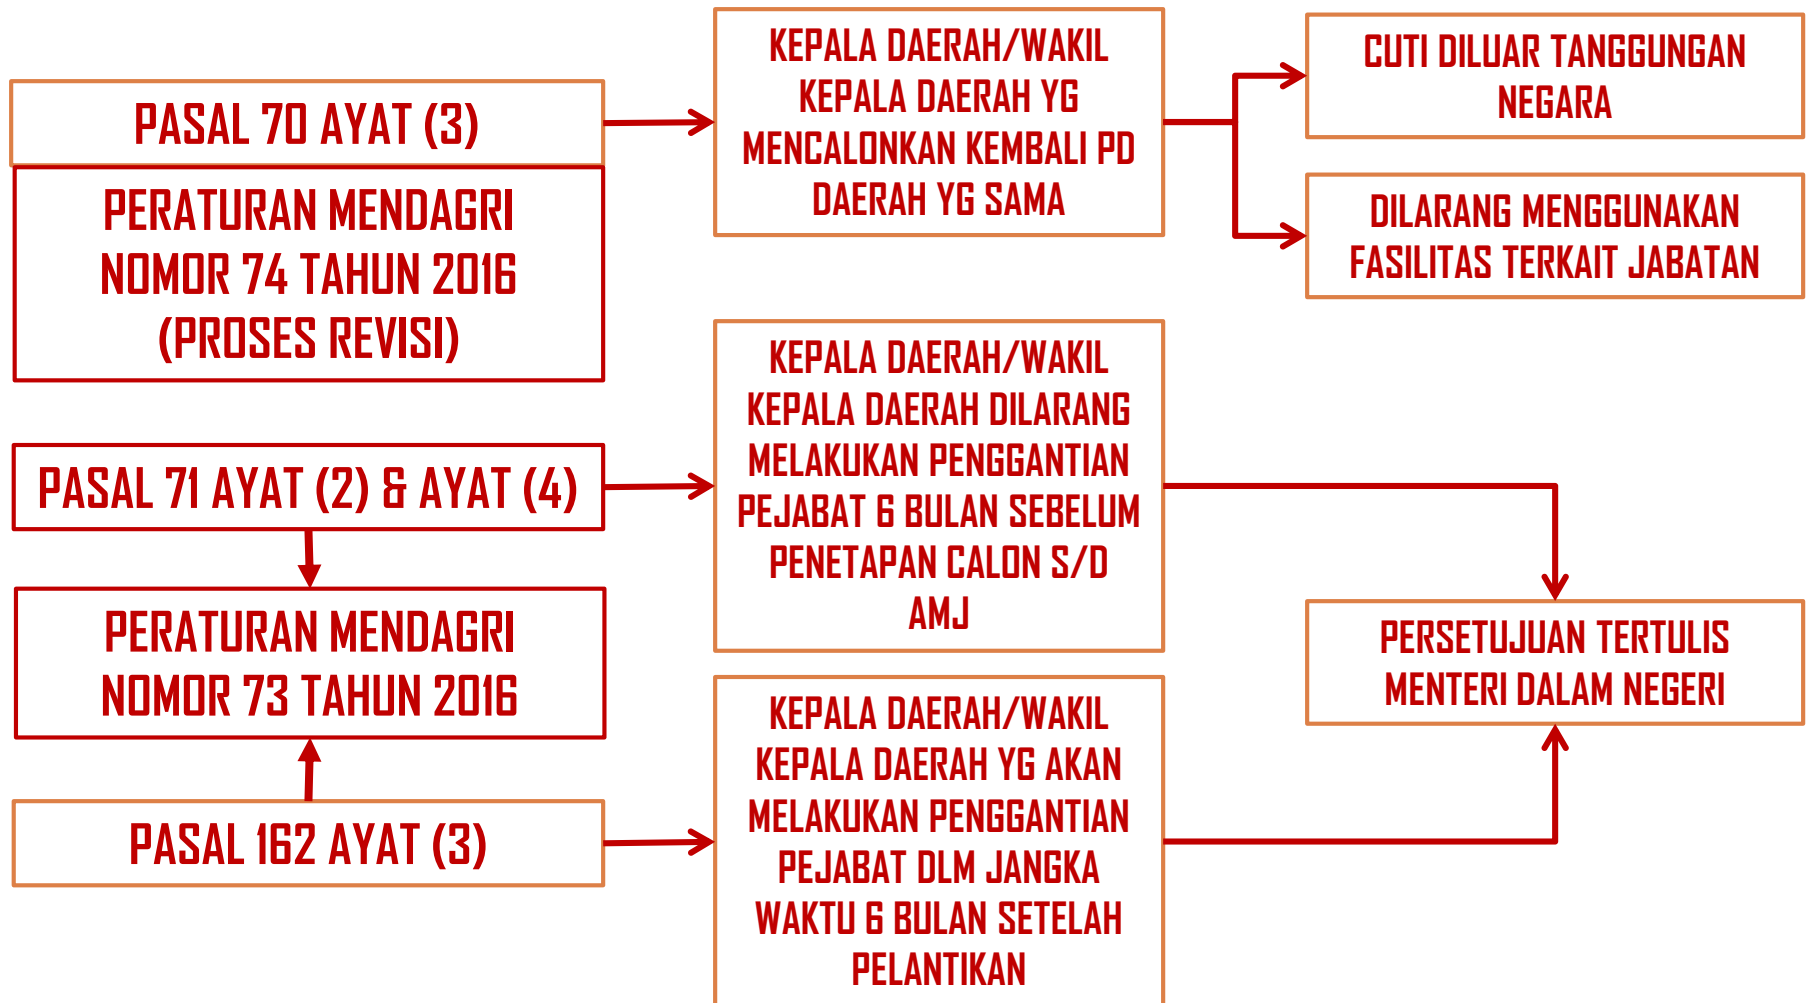 PASAL 70 AYAT (3)
PERATURAN MENDAGRI
NOMOR 74 TAHUN 2016
(PROSES REVISI)
KEPALA DAERAH/WAKIL
KEPALA DAERAH YG
MENCALONKAN KEMBALI PD
DAERAH YG SAMA
CUTI DILUAR TANGGUNGAN
NEGARA
DILARANG MENGGUNAKAN
FASILITAS TERKAIT JABATAN
PASAL 71 AYAT (2) & AYAT (4)
PERATURAN MENDAGRI
NOMOR 73 TAHUN 2016
PASAL 162 AYAT (3)
KEPALA DAERAH/WAKIL
KEPALA DAERAH DILARANG
MELAKUKAN PENGGANTIAN
PEJABAT 6 BULAN SEBELUM
PENETAPAN CALON S/D
AMJ
KEPALA DAERAH/WAKIL
KEPALA DAERAH YG AKAN
MELAKUKAN PENGGANTIAN
PEJABAT DLM JANGKA
WAKTU 6 BULAN SETELAH
PELANTIKAN
PERSETUJUAN TERTULIS
MENTERI DALAM NEGERI